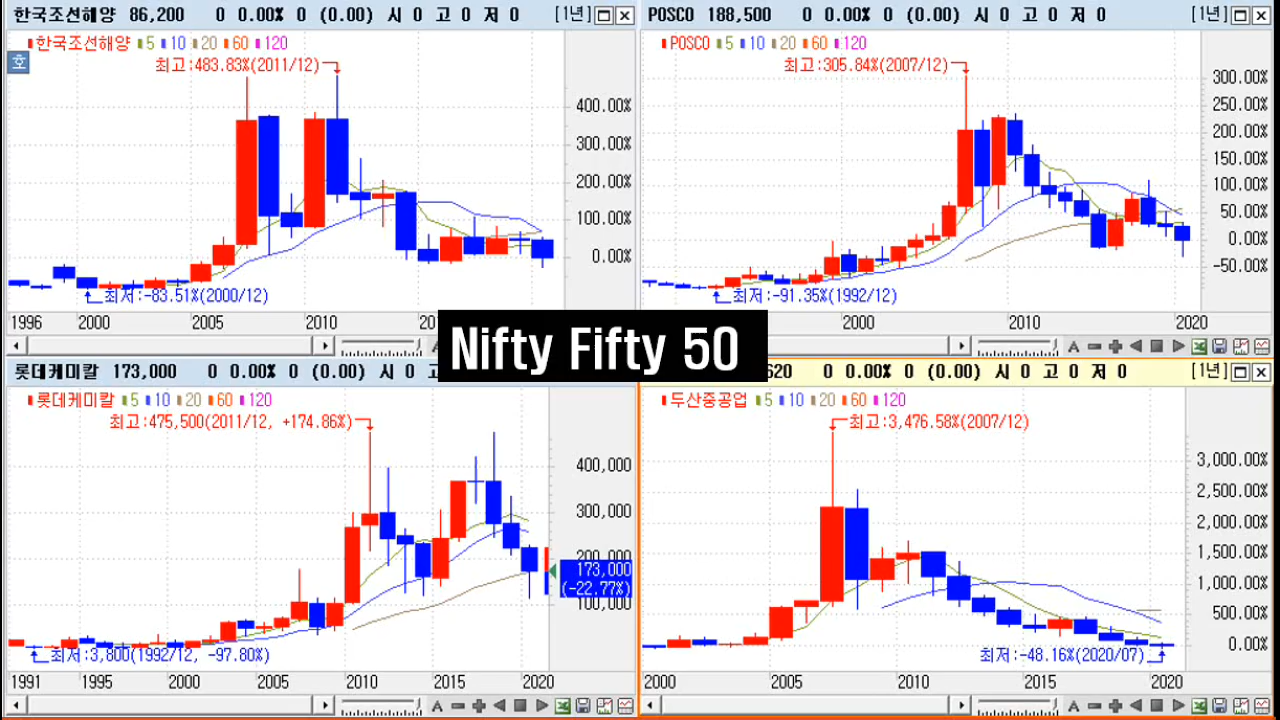 한국조선해양 86,200 0 0.00% 0 (0.00) 시 0 고 0 저 0 [1년]
한국조선해양 5 10 20 60 120
호
최고:483.83%(2011/12)
400.00%
300.00%
200.00%
100.00%
0.00%
최저:-83.51%(2000/12)
1996 2000 2005 2010
POSCO 188,500 0 0.00% 0 (0.00) 시 0 고 0 저 0 [1년]
POSCO 5 10 20 60 120
최고:305.84%(2007/12)
300.00%
250.00%
200.00%
150.00%
100.00%
50.00%
0.00%
-50.00%
최저:-91.35%(1992/12)
2000 2010 2020
A
Nifty Fifty 50
롯데케미칼 173,000 0 0.00% 0 (0.00) 시 0 고 0 저 0
롯데케미칼 5 10 20 60 120
최고:475,500(2011/12, +174.86%)
400,000
300,000
200,000
173,000
(-22.77%)
100,000
최저:3,800(1992/12, -97.80%)
1991 1995 2000 2005 2010 2015 2020
A
620 0 0.00% 0 (0.00) 시 0 고 0 저 0 [1년]
두산중공업 5 10 20 60 120
최고:3,476.58%(2007/12)
3,000.00%
2,500.00%
2,000.00%
1,500.00%
1,000.00%
500.00%
0.00%
최저:-48.16%(2020/07)
2000 2005 2010 2015 2020
A